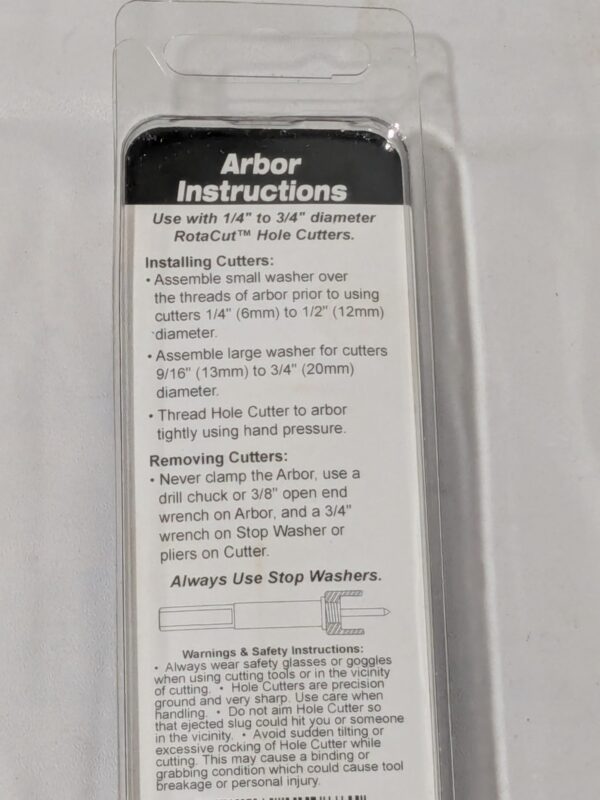 Arbor
Instructions
Use with 1/4" to 3/4" diameter
RotaCut™ Hole Cutters.
Installing Cutters:
• Assemble small washer over
the threads of arbor prior to using
cutters 1/4" (6mm) to 1/2" (12mm)
diameter.
• Assemble large washer for cutters
9/16" (13mm) to 3/4" (20mm)
diameter.
• Thread Hole Cutter to arbor
tightly using hand pressure.
Removing Cutters:
• Never clamp the Arbor, use a
drill chuck or 3/8" open end
wrench on Arbor, and a 3/4"
wrench on Stop Washer or
pliers on Cutter.
Always Use Stop Washers.
Warnings & Safety Instructions:
• Always wear safety glasses or goggles
when using cutting tools or in the vicinity
of cutting. • Hole Cutters are precision
ground and very sharp. Use care when
handling. • Do not aim Hole Cutter so
that ejected slug could hit you or someone
in the vicinity. • Avoid sudden tilting or
excessive rocking of Hole Cutter while
cutting. This may cause a binding or
grabbing condition which could cause tool
breakage or personal injury.